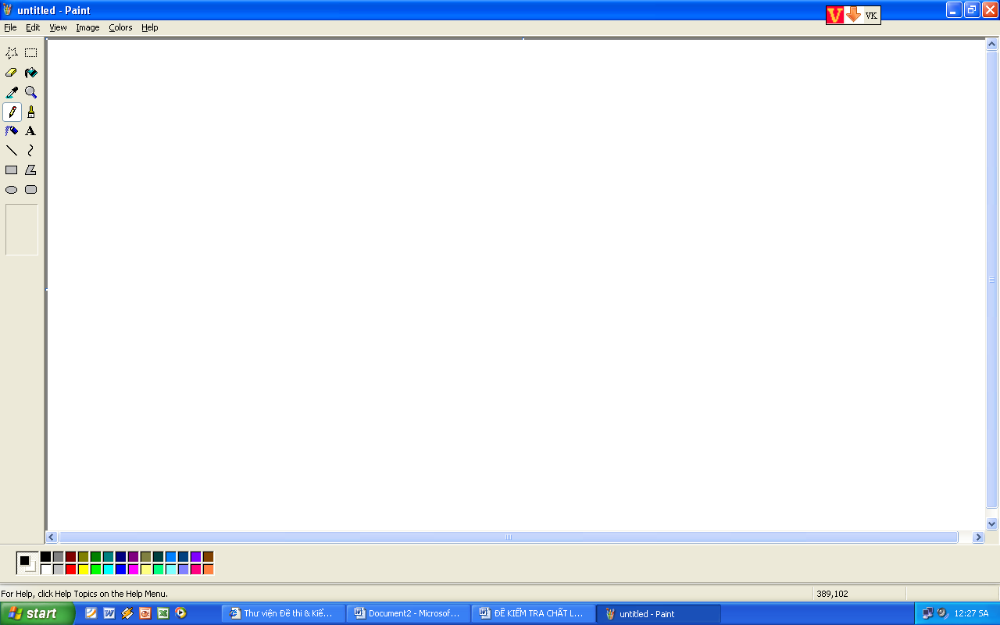 untitled - Paint
V VK
File Edit View Image Colors Help
A
For Help, click Help Topics on the Help Menu.
389,102
start
Thư viện Đề thi & Kiể...
Document2 - Microsof...
ĐỀ KIỂM TRA CHẤT L...
untitled - Paint
12:27 SA